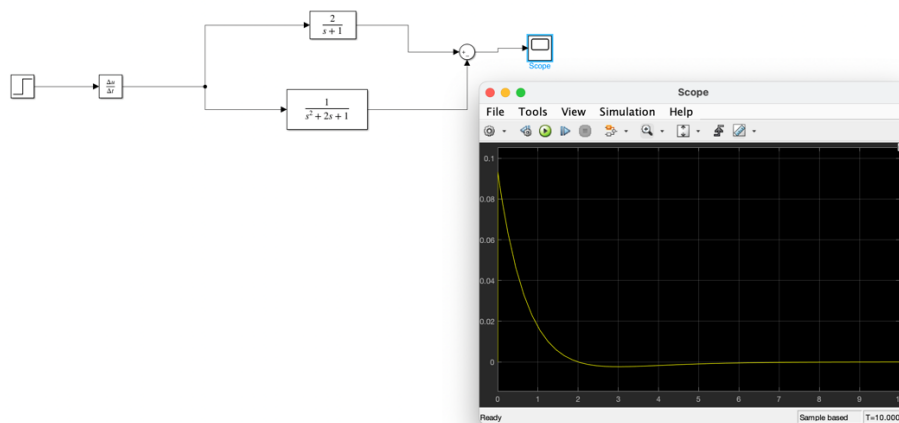 2
s + 1
Scope
Δu
Δt
1
s² + 2s + 1
Scope
File Tools View Simulation Help
0.1
0.08
0.06
0.04
0.02
0
0 1 2 3 4 5 6 7 8 9
Ready Sample based T=10.000